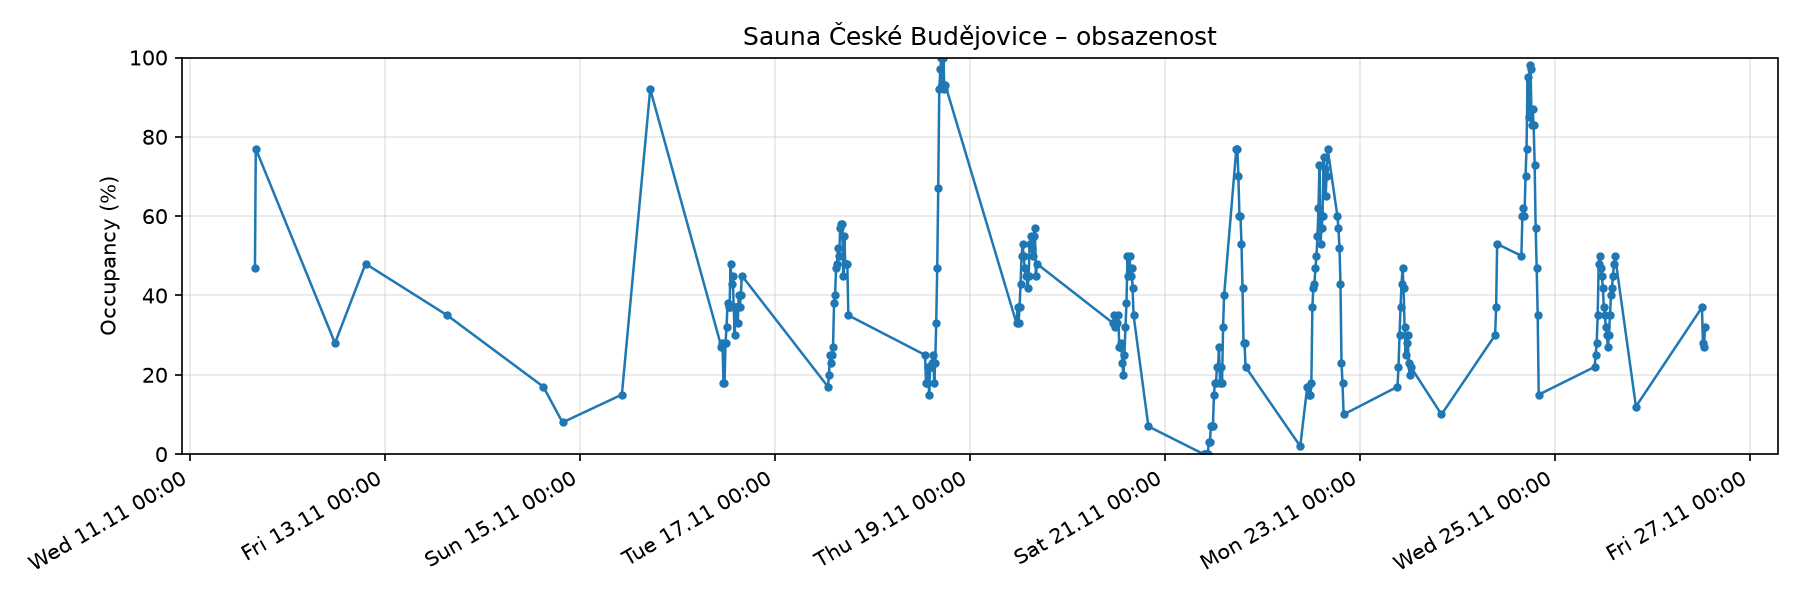 Sauna České Budějovice – obsazenost
Occupancy (%)
100
80
60
40
20
0
Wed 11.11 00:00
Fri 13.11 00:00
Sun 15.11 00:00
Tue 17.11 00:00
Thu 19.11 00:00
Sat 21.11 00:00
Mon 23.11 00:00
Wed 25.11 00:00
Fri 27.11 00:00